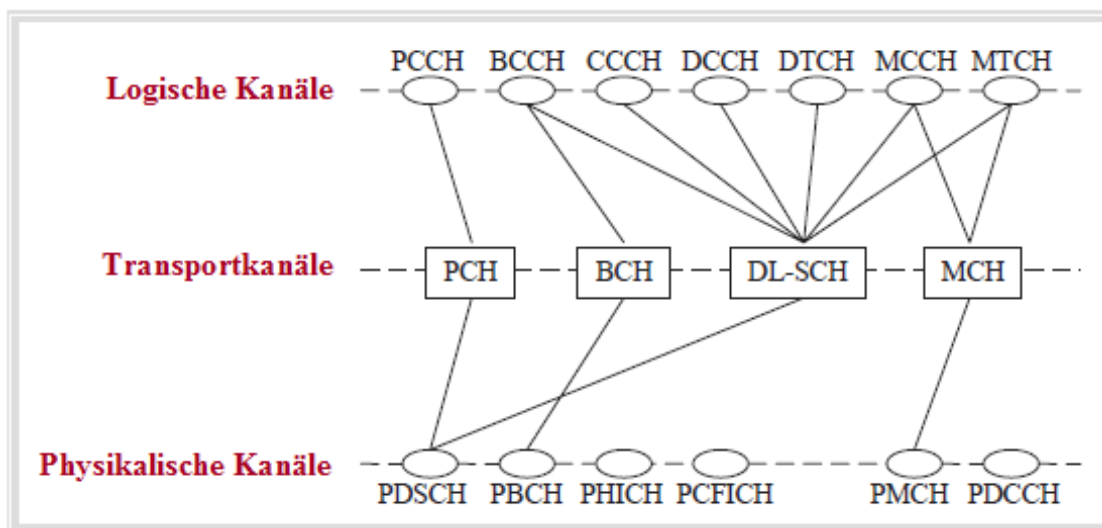 PCCH BCCH CCCH DCCH DTCH MCCH MTCH
Logische Kanäle
Transportkanäle PCH BCH DL-SCH MCH
Physikalische Kanäle
PDSCH PBCH PHICH PCFICH PMCH PDCCH